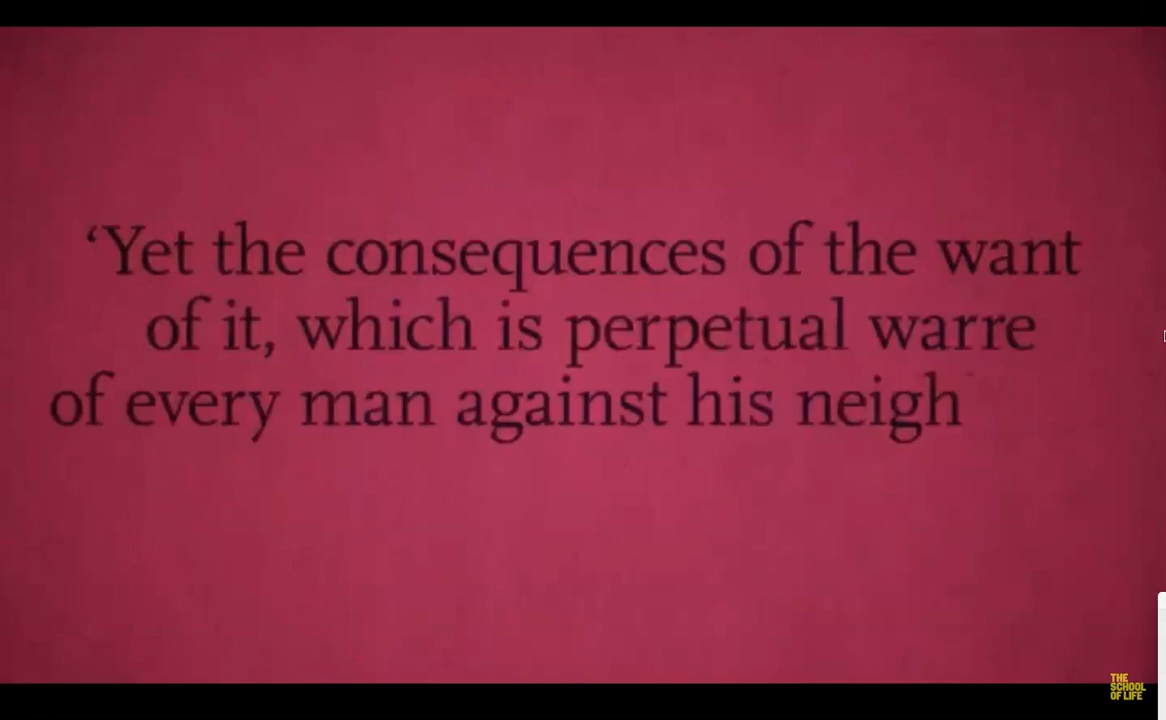 ‘Yet the consequences of the want
of it, which is perpetual warre
of every man against his neigh
THE
SCHOOL
OF LIFE